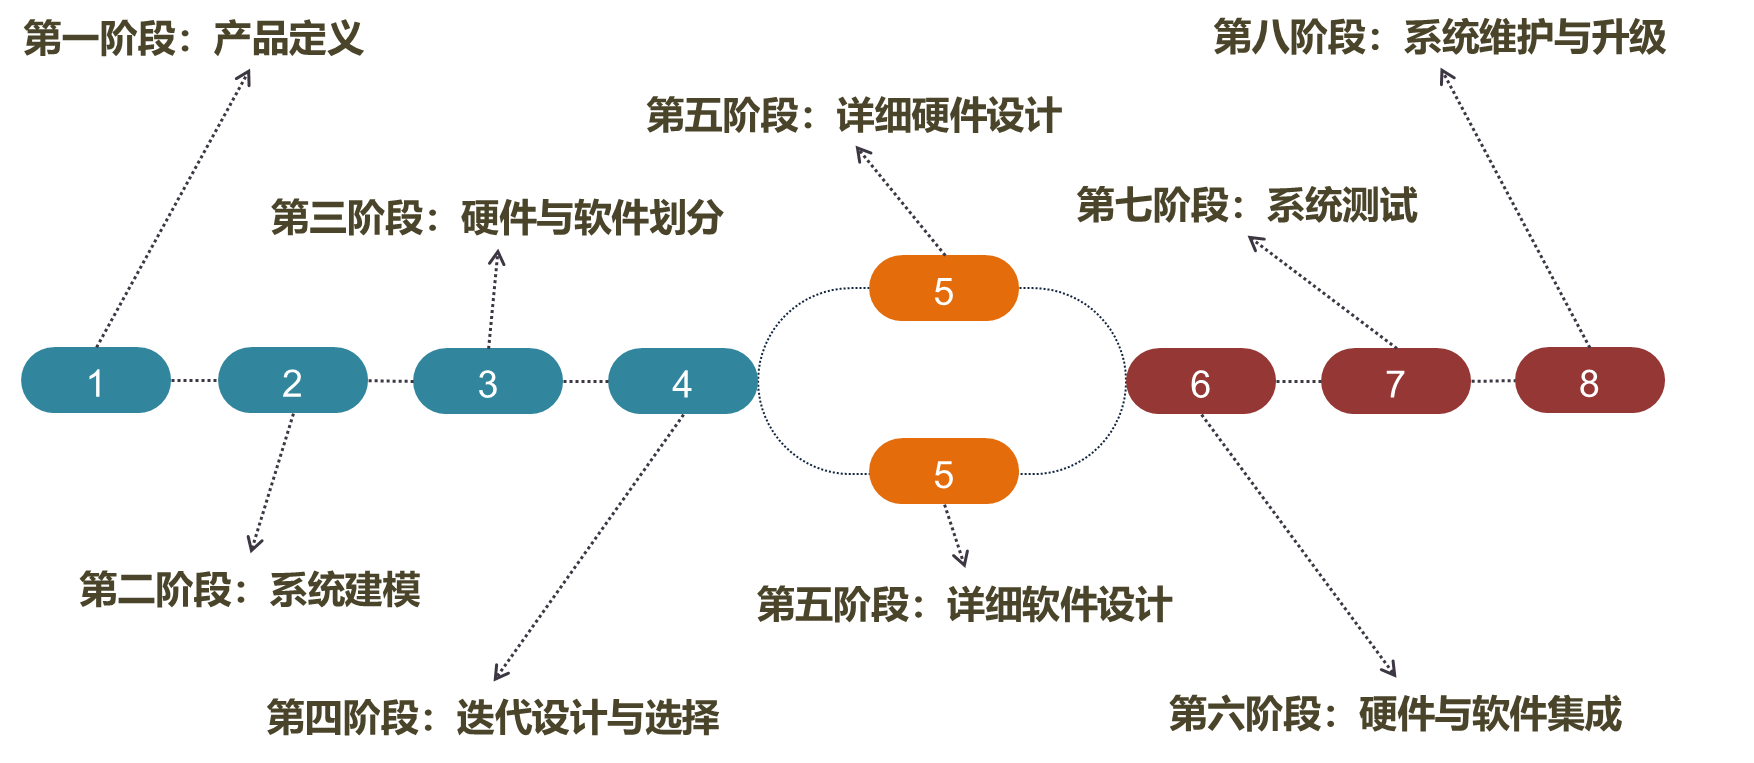 第一阶段：产品定义
第八阶段：系统维护与升级
第五阶段：详细硬件设计
第三阶段：硬件与软件划分
第七阶段：系统测试
5
1
2
3
4
6
7
8
5
第二阶段：系统建模
第五阶段：详细软件设计
第四阶段：迭代设计与选择
第六阶段：硬件与软件集成